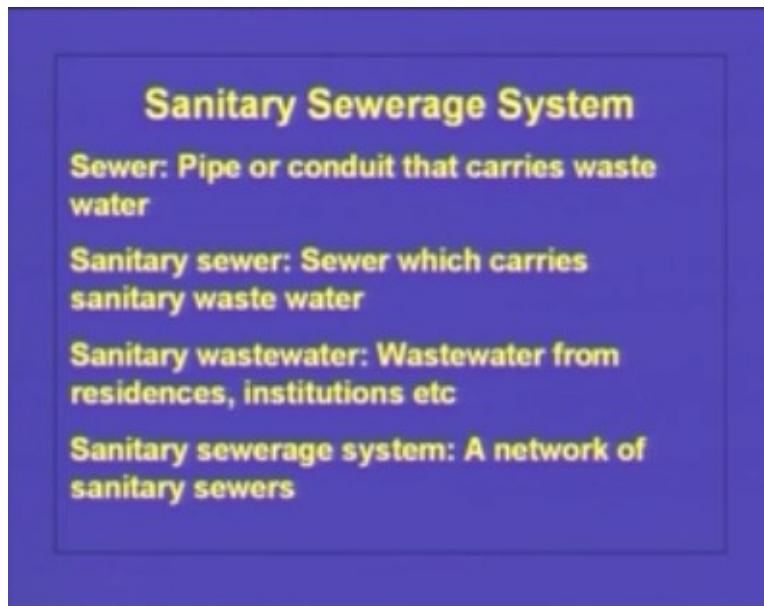 Sanitary Sewerage System
Sewer: Pipe or conduit that carries waste
water
Sanitary sewer: Sewer which carries
sanitary waste water
Sanitary wastewater: Wastewater from
residences, institutions etc
Sanitary sewerage system: A network of
sanitary sewers